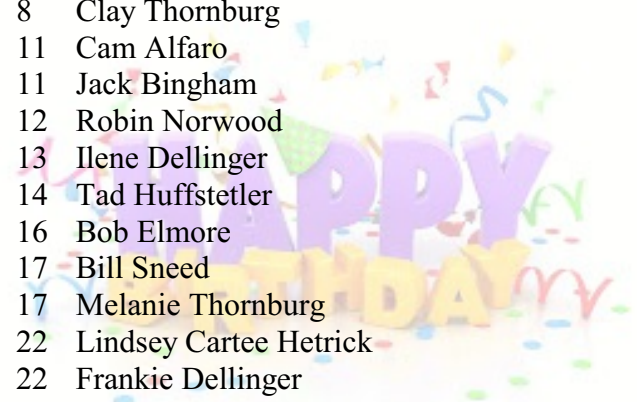 8 Clay Thornburg
11 Cam Alfaro
11 Jack Bingham
12 Robin Norwood
13 Ilene Dellinger
14 Tad Huffstetler
16 Bob Elmore
17 Bill Sneed
17 Melanie Thornburg
22 Lindsey Cartee Hetrick
22 Frankie Dellinger
HAPPY
BIRTHDAY